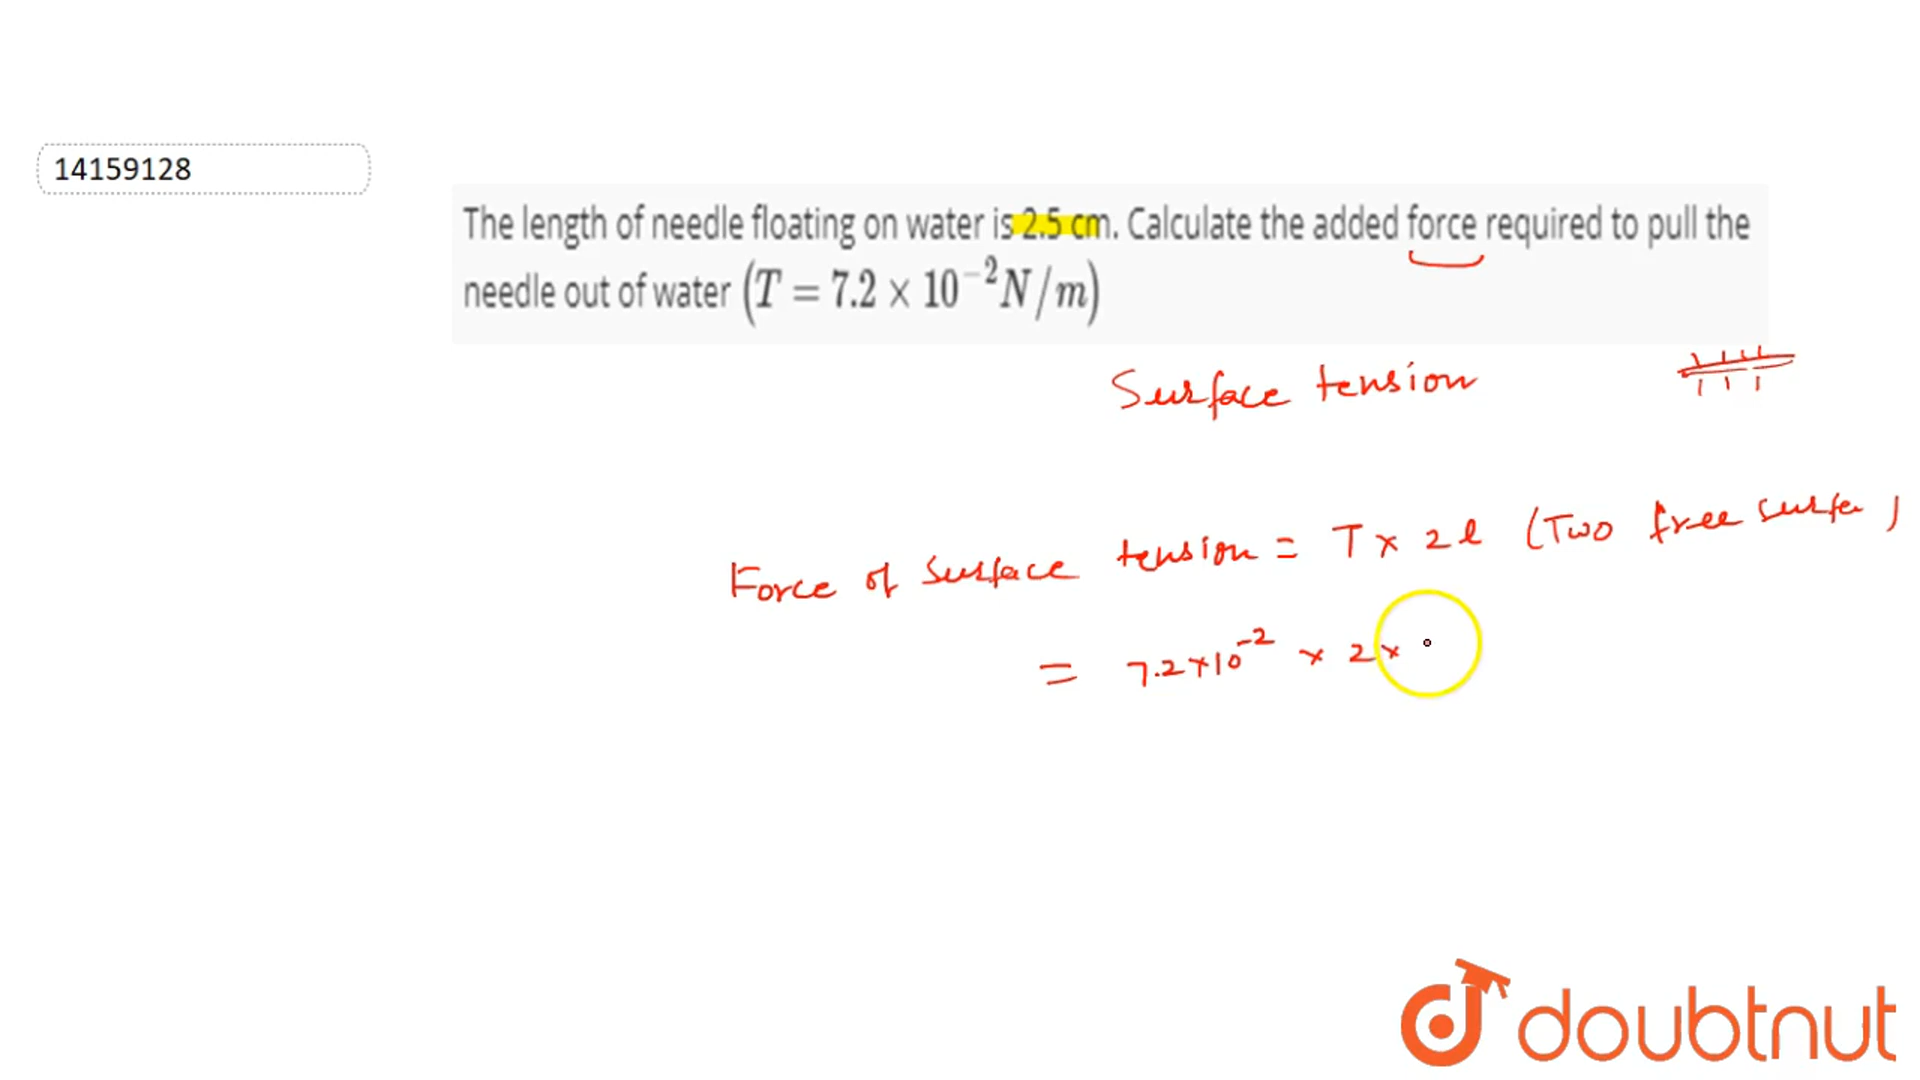 14159128
The length of needle floating on water is 2.5 cm. Calculate the added force required to pull the
needle out of water (T = 7.2 × 10⁻² N/m)
Surface tension
Force of surface tension = T × 2l (Two free surfa )
= 7.2 × 10⁻² × 2 ×
doubtnut